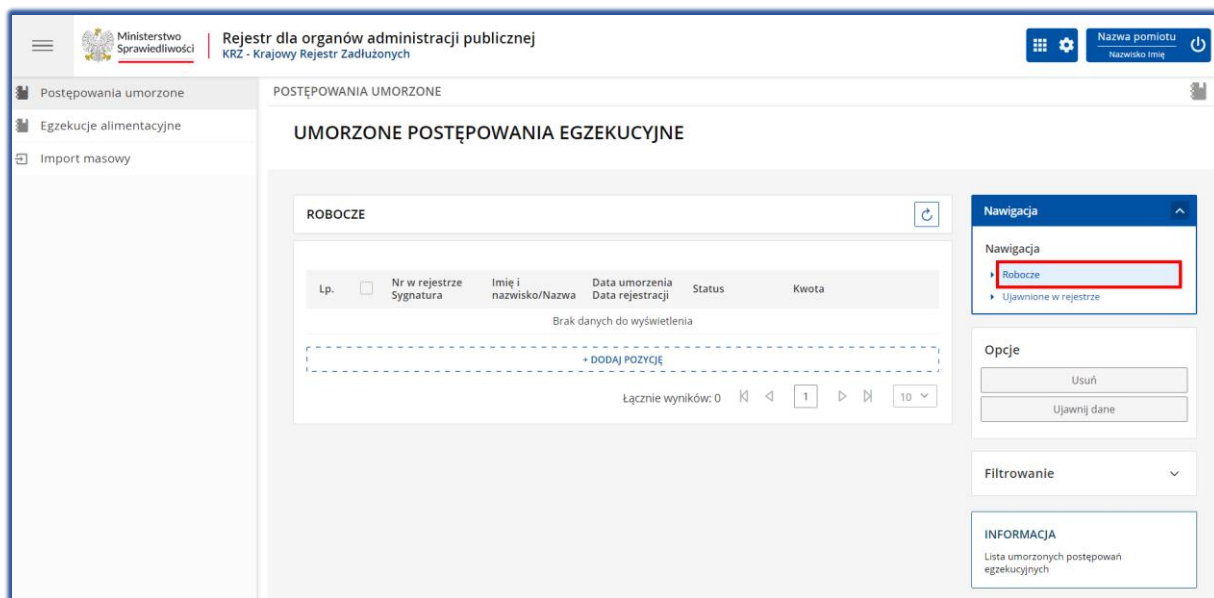 Ministerstwo
Sprawiedliwości
Rejestr dla organów administracji publicznej
KRZ - Krajowy Rejestr Zadłużonych
Nazwa pomiotu
Nazwisko Imię
Postępowania umorzone
Egzekucje alimentacyjne
Import masowy
POSTĘPOWANIA UMORZONE
UMORZONE POSTĘPOWANIA EGZEKUCYJNE
ROBOCZE
Lp.
Nr w rejestrze
Sygnatura
Imię i
nazwisko/Nazwa
Data umorzenia
Data rejestracji
Status
Kwota
Brak danych do wyświetlenia
+ DODAJ POZYCJĘ
Łącznie wyników: 0
1
10
Nawigacja
Nawigacja
Robocze
Ujawnione w rejestrze
Opcje
Usuń
Ujawnij dane
Filtrowanie
INFORMACJA
Lista umorzonych postępowań
egzekucyjnych